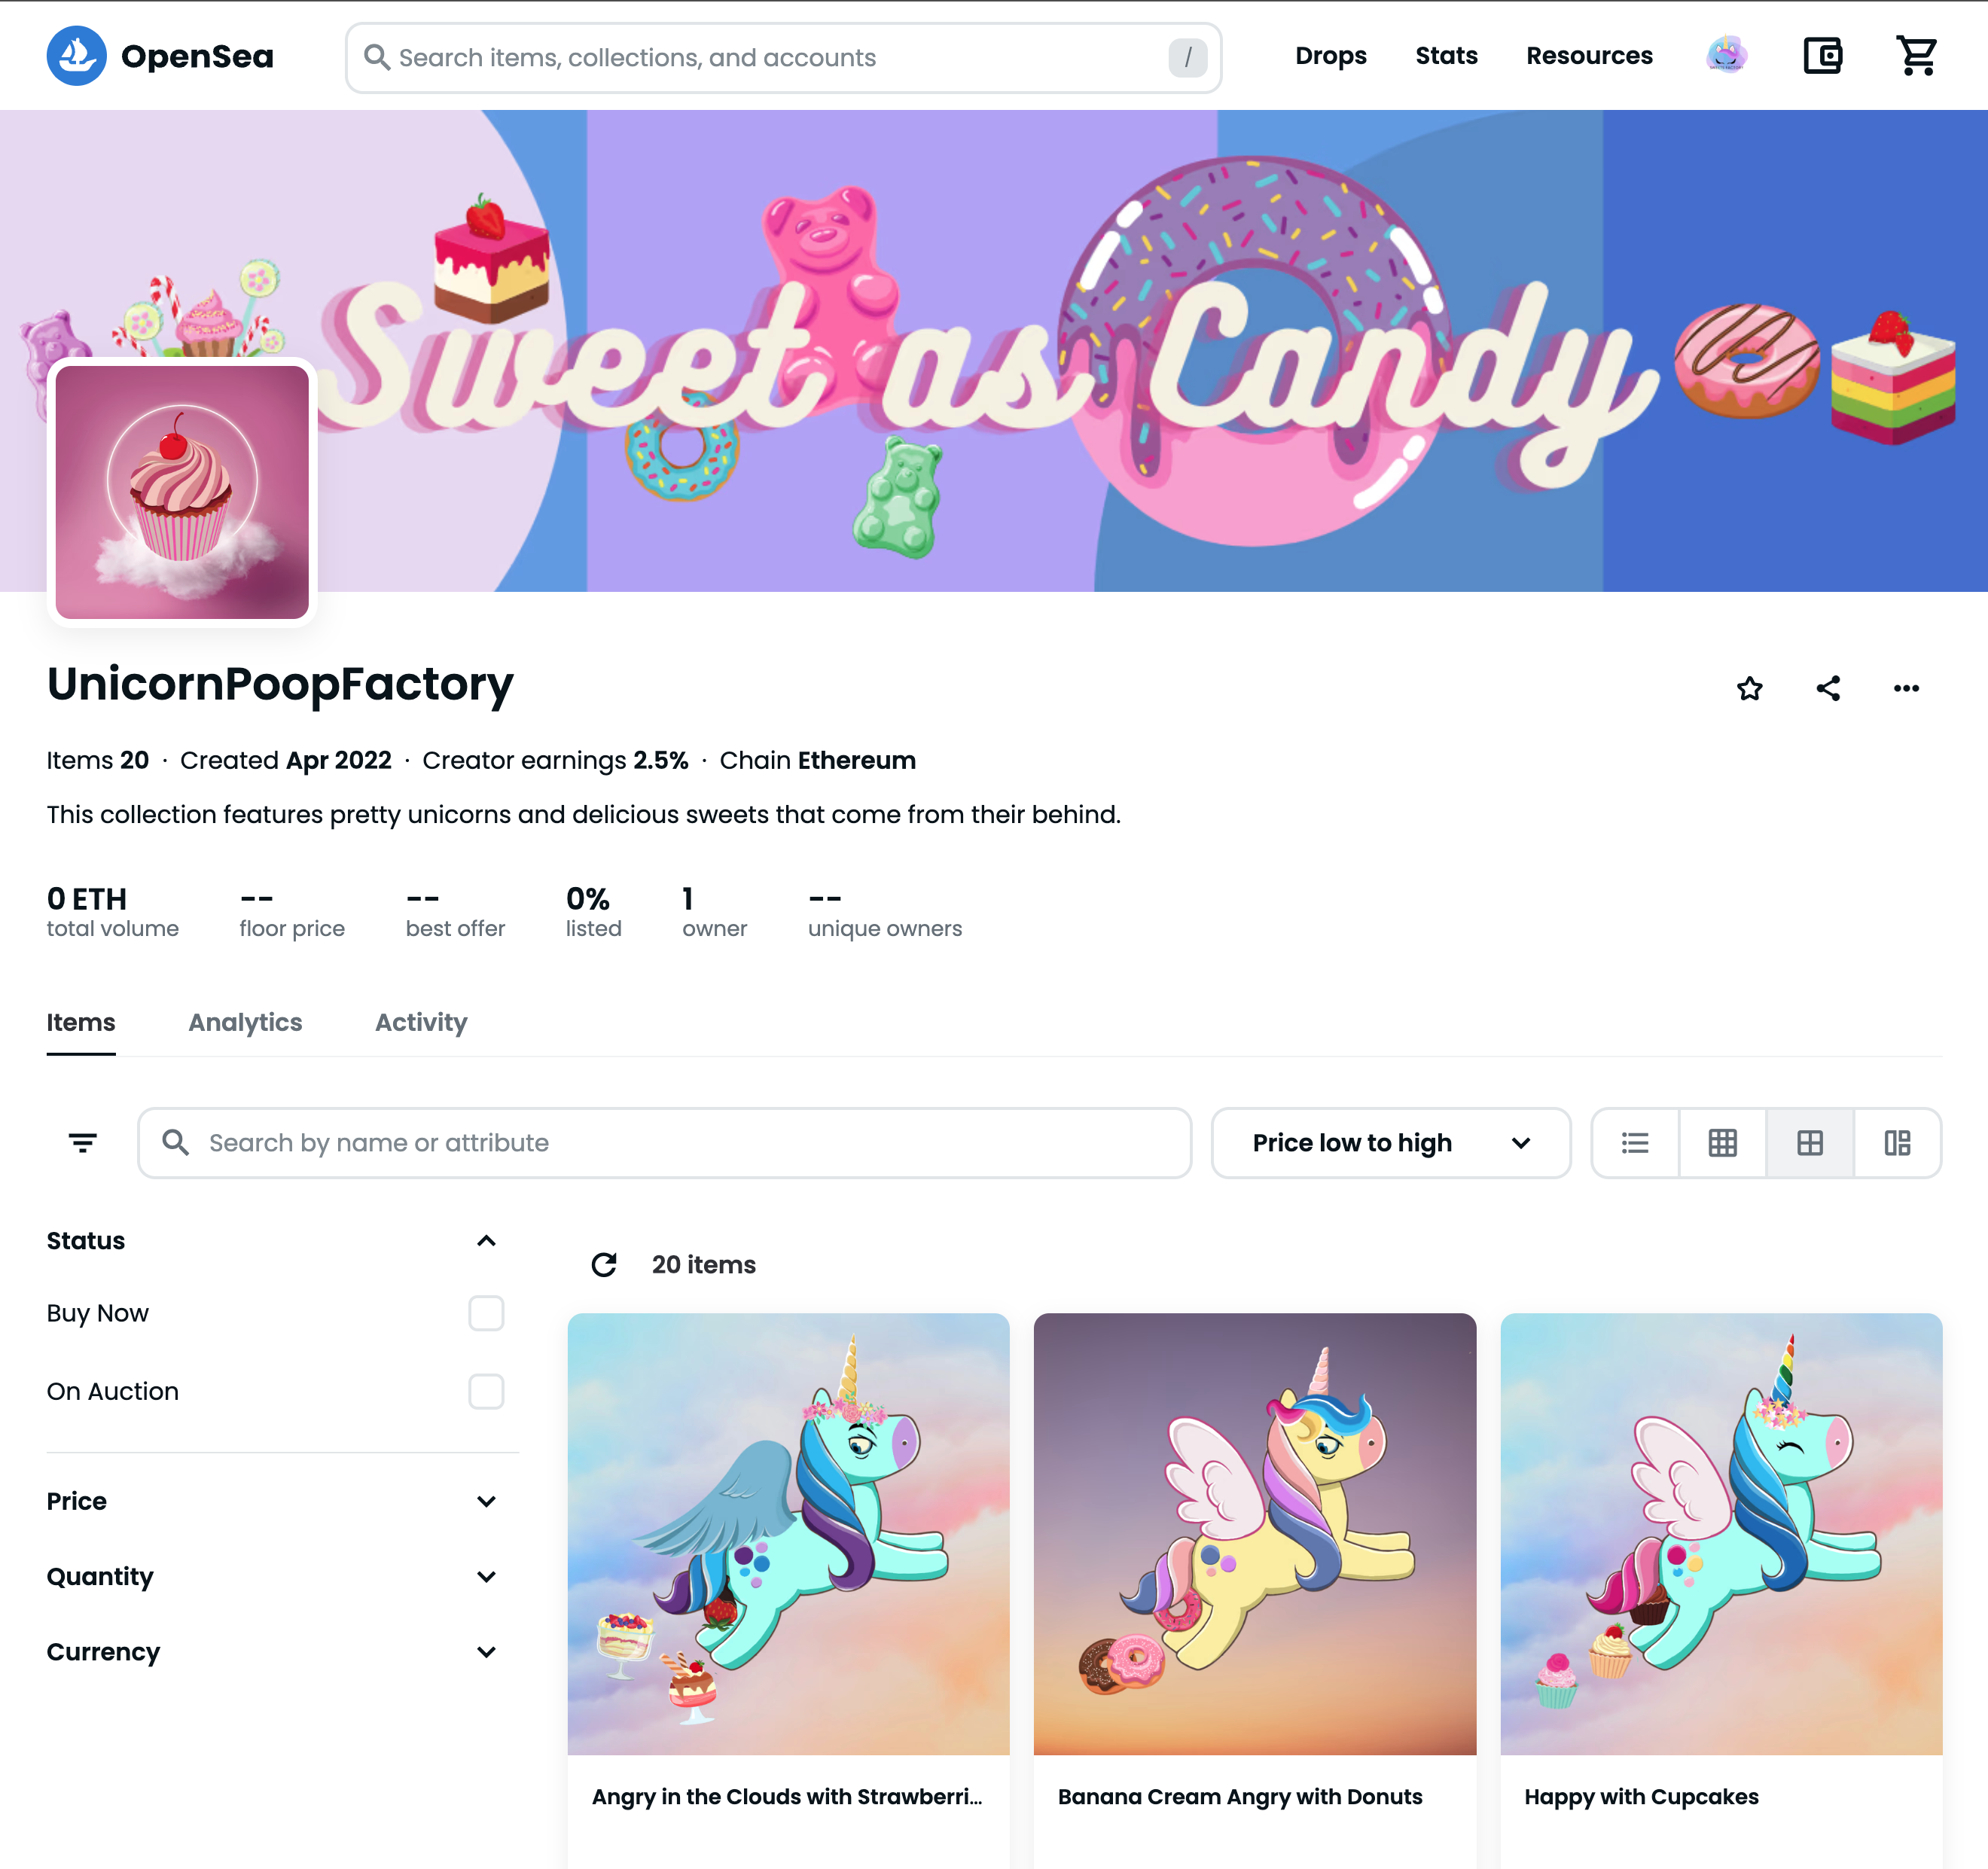 OpenSea
Search items, collections, and accounts
/
Drops
Stats
Resources
Sweet as Candy
UnicornPoopFactory
Items 20 · Created Apr 2022 · Creator earnings 2.5% · Chain Ethereum
This collection features pretty unicorns and delicious sweets that come from their behind.
0 ETH
total volume
--
floor price
--
best offer
0%
listed
1
owner
--
unique owners
Items
Analytics
Activity
Search by name or attribute
Price low to high
Status
Buy Now
On Auction
Price
Quantity
Currency
20 items
Angry in the Clouds with Strawberri...
Banana Cream Angry with Donuts
Happy with Cupcakes